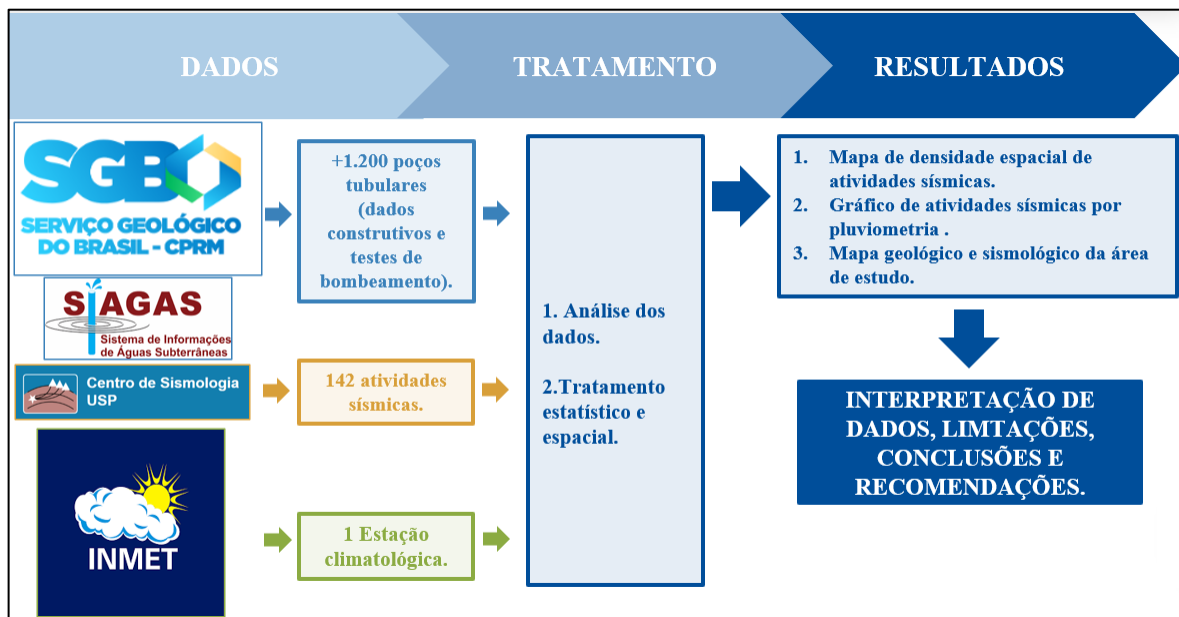 DADOS
TRATAMENTO
RESULTADOS
SGB
SERVIÇO GEOLÓGICO
DO BRASIL - CPRM
SIAGAS
Sistema de Informações
de Águas Subterrâneas
Centro de Sismologia
USP
INMET
+1.200 poços
tubulares
(dados
construtivos e
testes de
bombeamento).
142 atividades
sísmicas.
1 Estação
climatológica.
1. Análise dos
dados.
2.Tratamento
estatístico e
espacial.
1. Mapa de densidade espacial de
atividades sísmicas.
2. Gráfico de atividades sísmicas por
pluviometria .
3. Mapa geológico e sismológico da área
de estudo.
INTERPRETAÇÃO DE
DADOS, LIMTAÇÕES,
CONCLUSÕES E
RECOMENDAÇÕES.